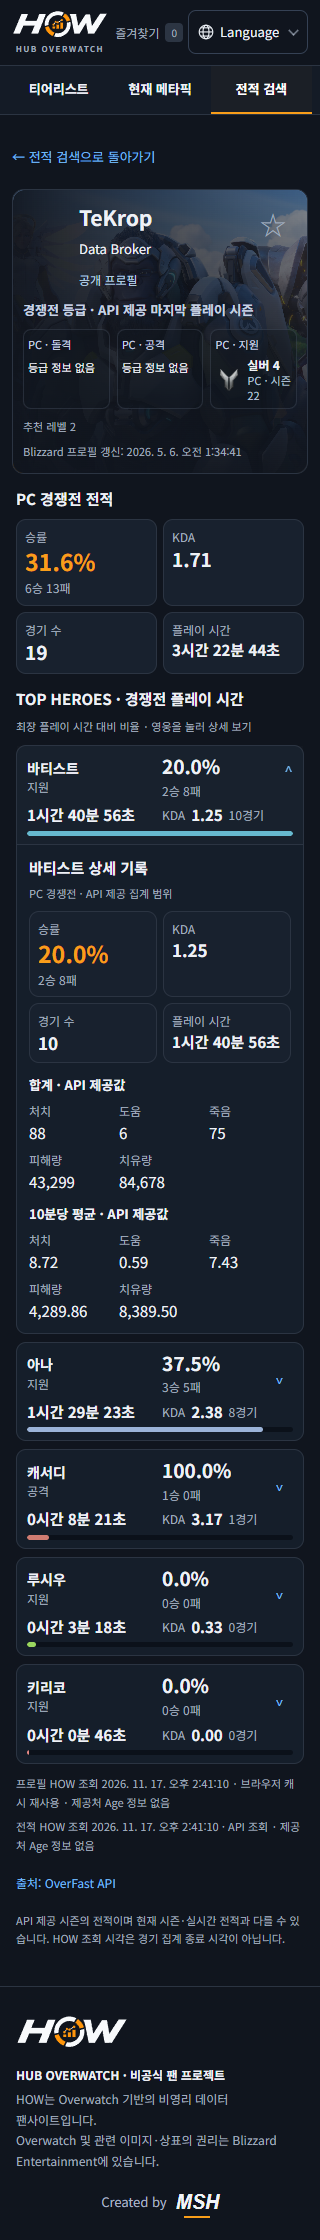 HOW
HUB OVERWATCH
즐겨찾기 0
Language
티어리스트 현재 메타픽 전적 검색
← 전적 검색으로 돌아가기
TeKrop
Data Broker
공개 프로필
경쟁전 등급 · API 제공 마지막 플레이 시즌
PC · 돌격 PC · 공격 PC · 지원
등급 정보 없음 등급 정보 없음 실버 4
PC · 시즌
22
추천 레벨 2
Blizzard 프로필 갱신: 2026. 5. 6. 오전 1:34:41
PC 경쟁전 전적
승률 KDA
31.6% 1.71
6승 13패
경기 수 플레이 시간
19 3시간 22분 44초
TOP HEROES · 경쟁전 플레이 시간
최장 플레이 시간 대비 비율 · 영웅을 눌러 상세 보기
바티스트 20.0%
지원 2승 8패
1시간 40분 56초 KDA 1.25 10경기
바티스트 상세 기록
PC 경쟁전 · API 제공 집계 범위
승률 KDA
20.0% 1.25
2승 8패
경기 수 플레이 시간
10 1시간 40분 56초
합계 · API 제공값
처치 도움 죽음
88 6 75
피해량 치유량
43,299 84,678
10분당 평균 · API 제공값
처치 도움 죽음
8.72 0.59 7.43
피해량 치유량
4,289.86 8,389.50
아나 37.5%
지원 3승 5패
1시간 29분 23초 KDA 2.38 8경기
캐서디 100.0%
공격 1승 0패
0시간 8분 21초 KDA 3.17 1경기
루시우 0.0%
지원 0승 0패
0시간 3분 18초 KDA 0.33 0경기
키리코 0.0%
지원 0승 0패
0시간 0분 46초 KDA 0.00 0경기
프로필 HOW 조회 2026. 11. 17. 오후 2:41:10 · 브라우저 캐
시 재사용 · 제공처 Age 정보 없음
전적 HOW 조회 2026. 11. 17. 오후 2:41:10 · API 조회 · 제공
처 Age 정보 없음
출처: OverFast API
API 제공 시즌의 전적이며 현재 시즌·실시간 전적과 다를 수 있
습니다. HOW 조회 시각은 경기 집계 종료 시각이 아닙니다.
HOW
HUB OVERWATCH · 비공식 팬 프로젝트
HOW는 Overwatch 기반의 비영리 데이터
팬사이트입니다.
Overwatch 및 관련 이미지·상표의 권리는 Blizzard
Entertainment에 있습니다.
Created by MSH